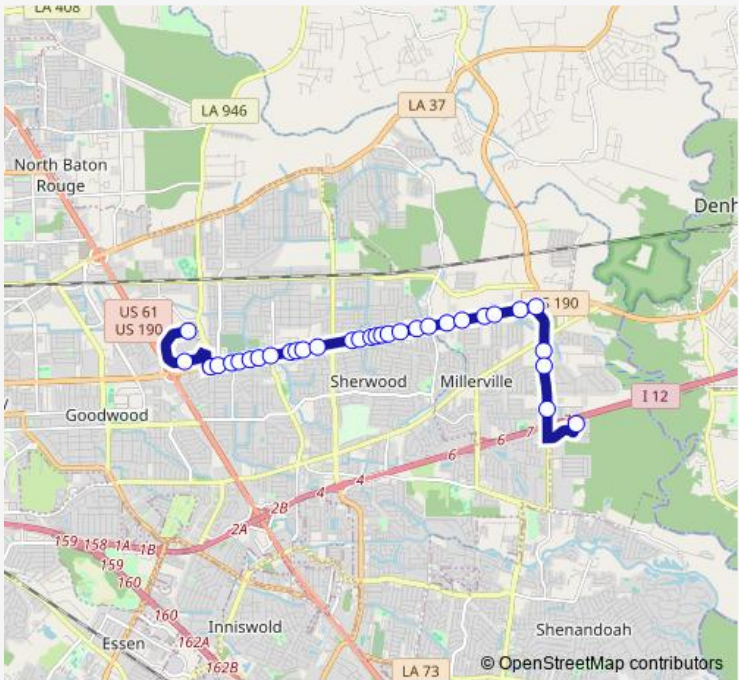 LA 408
LA 946
LA 37
North Baton
Rouge
Denh
US 61
US 190
190
Sherwood
Millerville
I 12
Goodwood
7
7
6
6
4
4
2B
2A
159
158
1A
1B
159
160
160
162A
162B
Essen
Inniswold
Shenandoah
LA 73
© OpenStreetMap contributors